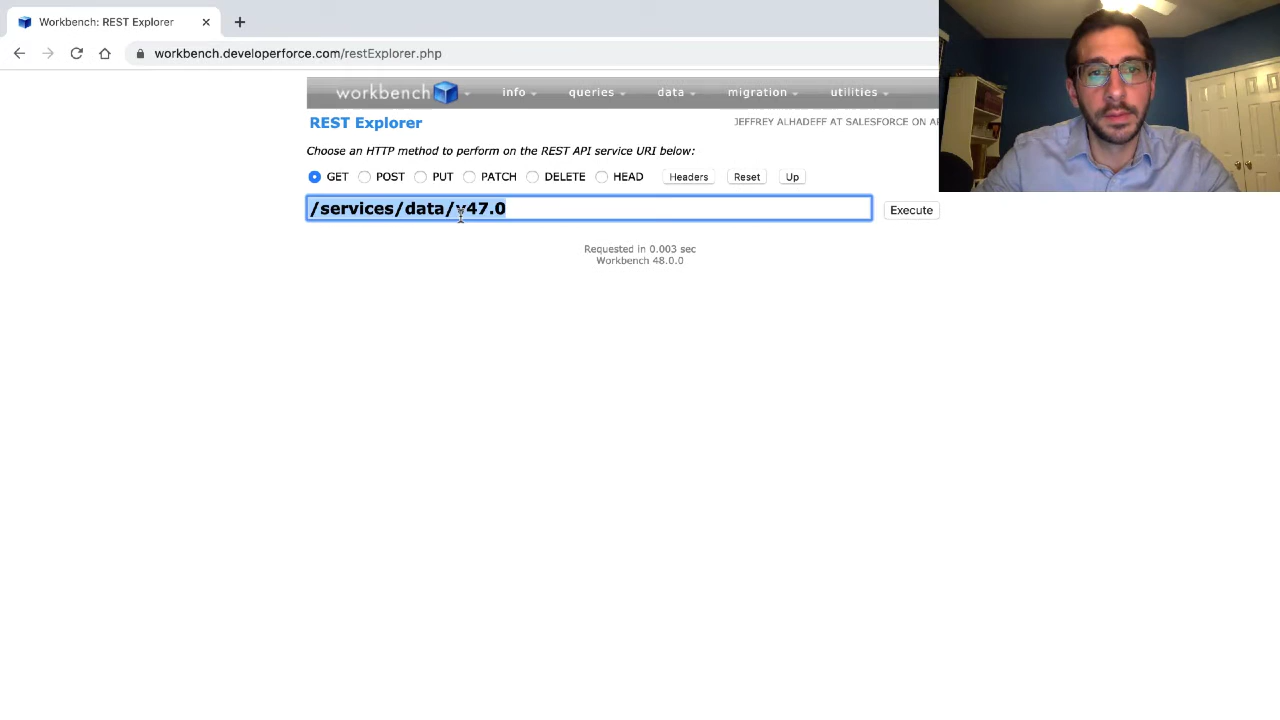 Workbench: REST Explorer
workbench.developerforce.com/restExplorer.php
workbench info queries data migration utilities
REST Explorer
JEFFREY ALHADEFF AT SALESFORCE ON
Choose an HTTP method to perform on the REST API service URI below:
GET POST PUT PATCH DELETE HEAD Headers Reset Up
/services/data/v47.0
Execute
Requested in 0.003 sec
Workbench 48.0.0